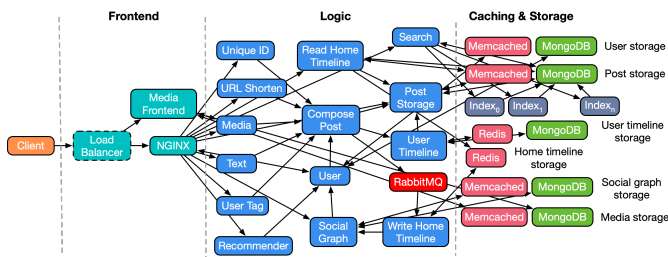 Frontend
Logic
Caching & Storage
Client
Load
Balancer
Media
Frontend
NGINX
Unique ID
URL Shorten
Media
Text
User Tag
Recommender
Read Home
Timeline
Compose
Post
User
Social
Graph
Search
Post
Storage
User
Timeline
RabbitMQ
Write Home
Timeline
Memcached
MongoDB
User storage
Memcached
MongoDB
Post storage
Index₀
Index₁
Indexₙ
Redis
MongoDB
User timeline
storage
Redis
Home timeline
storage
Memcached
MongoDB
Social graph
storage
Memcached
MongoDB
Media storage